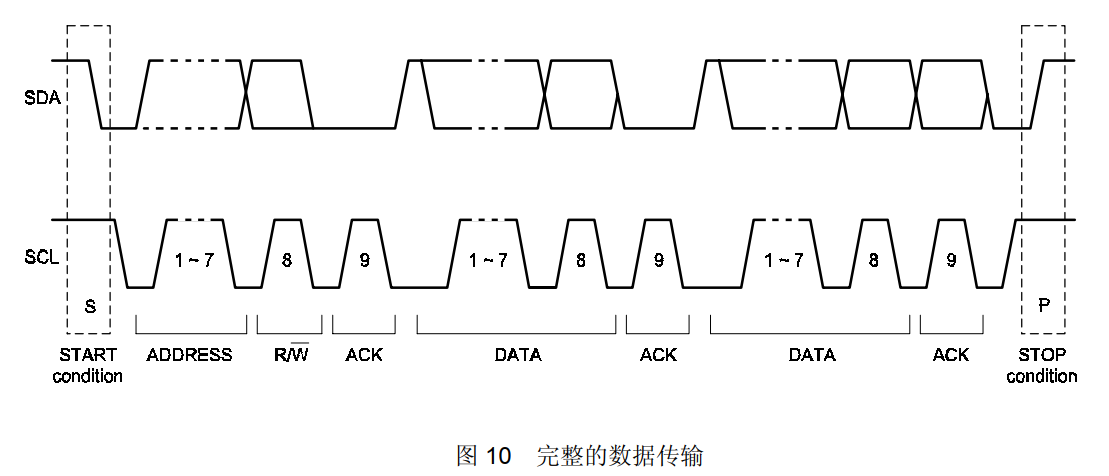 SDA
SCL
1~7 8 9 1~7 8 9 1~7 8 9
S P
START ADDRESS R/W̅ ACK DATA ACK DATA ACK STOP
condition condition
图 10 完整的数据传输